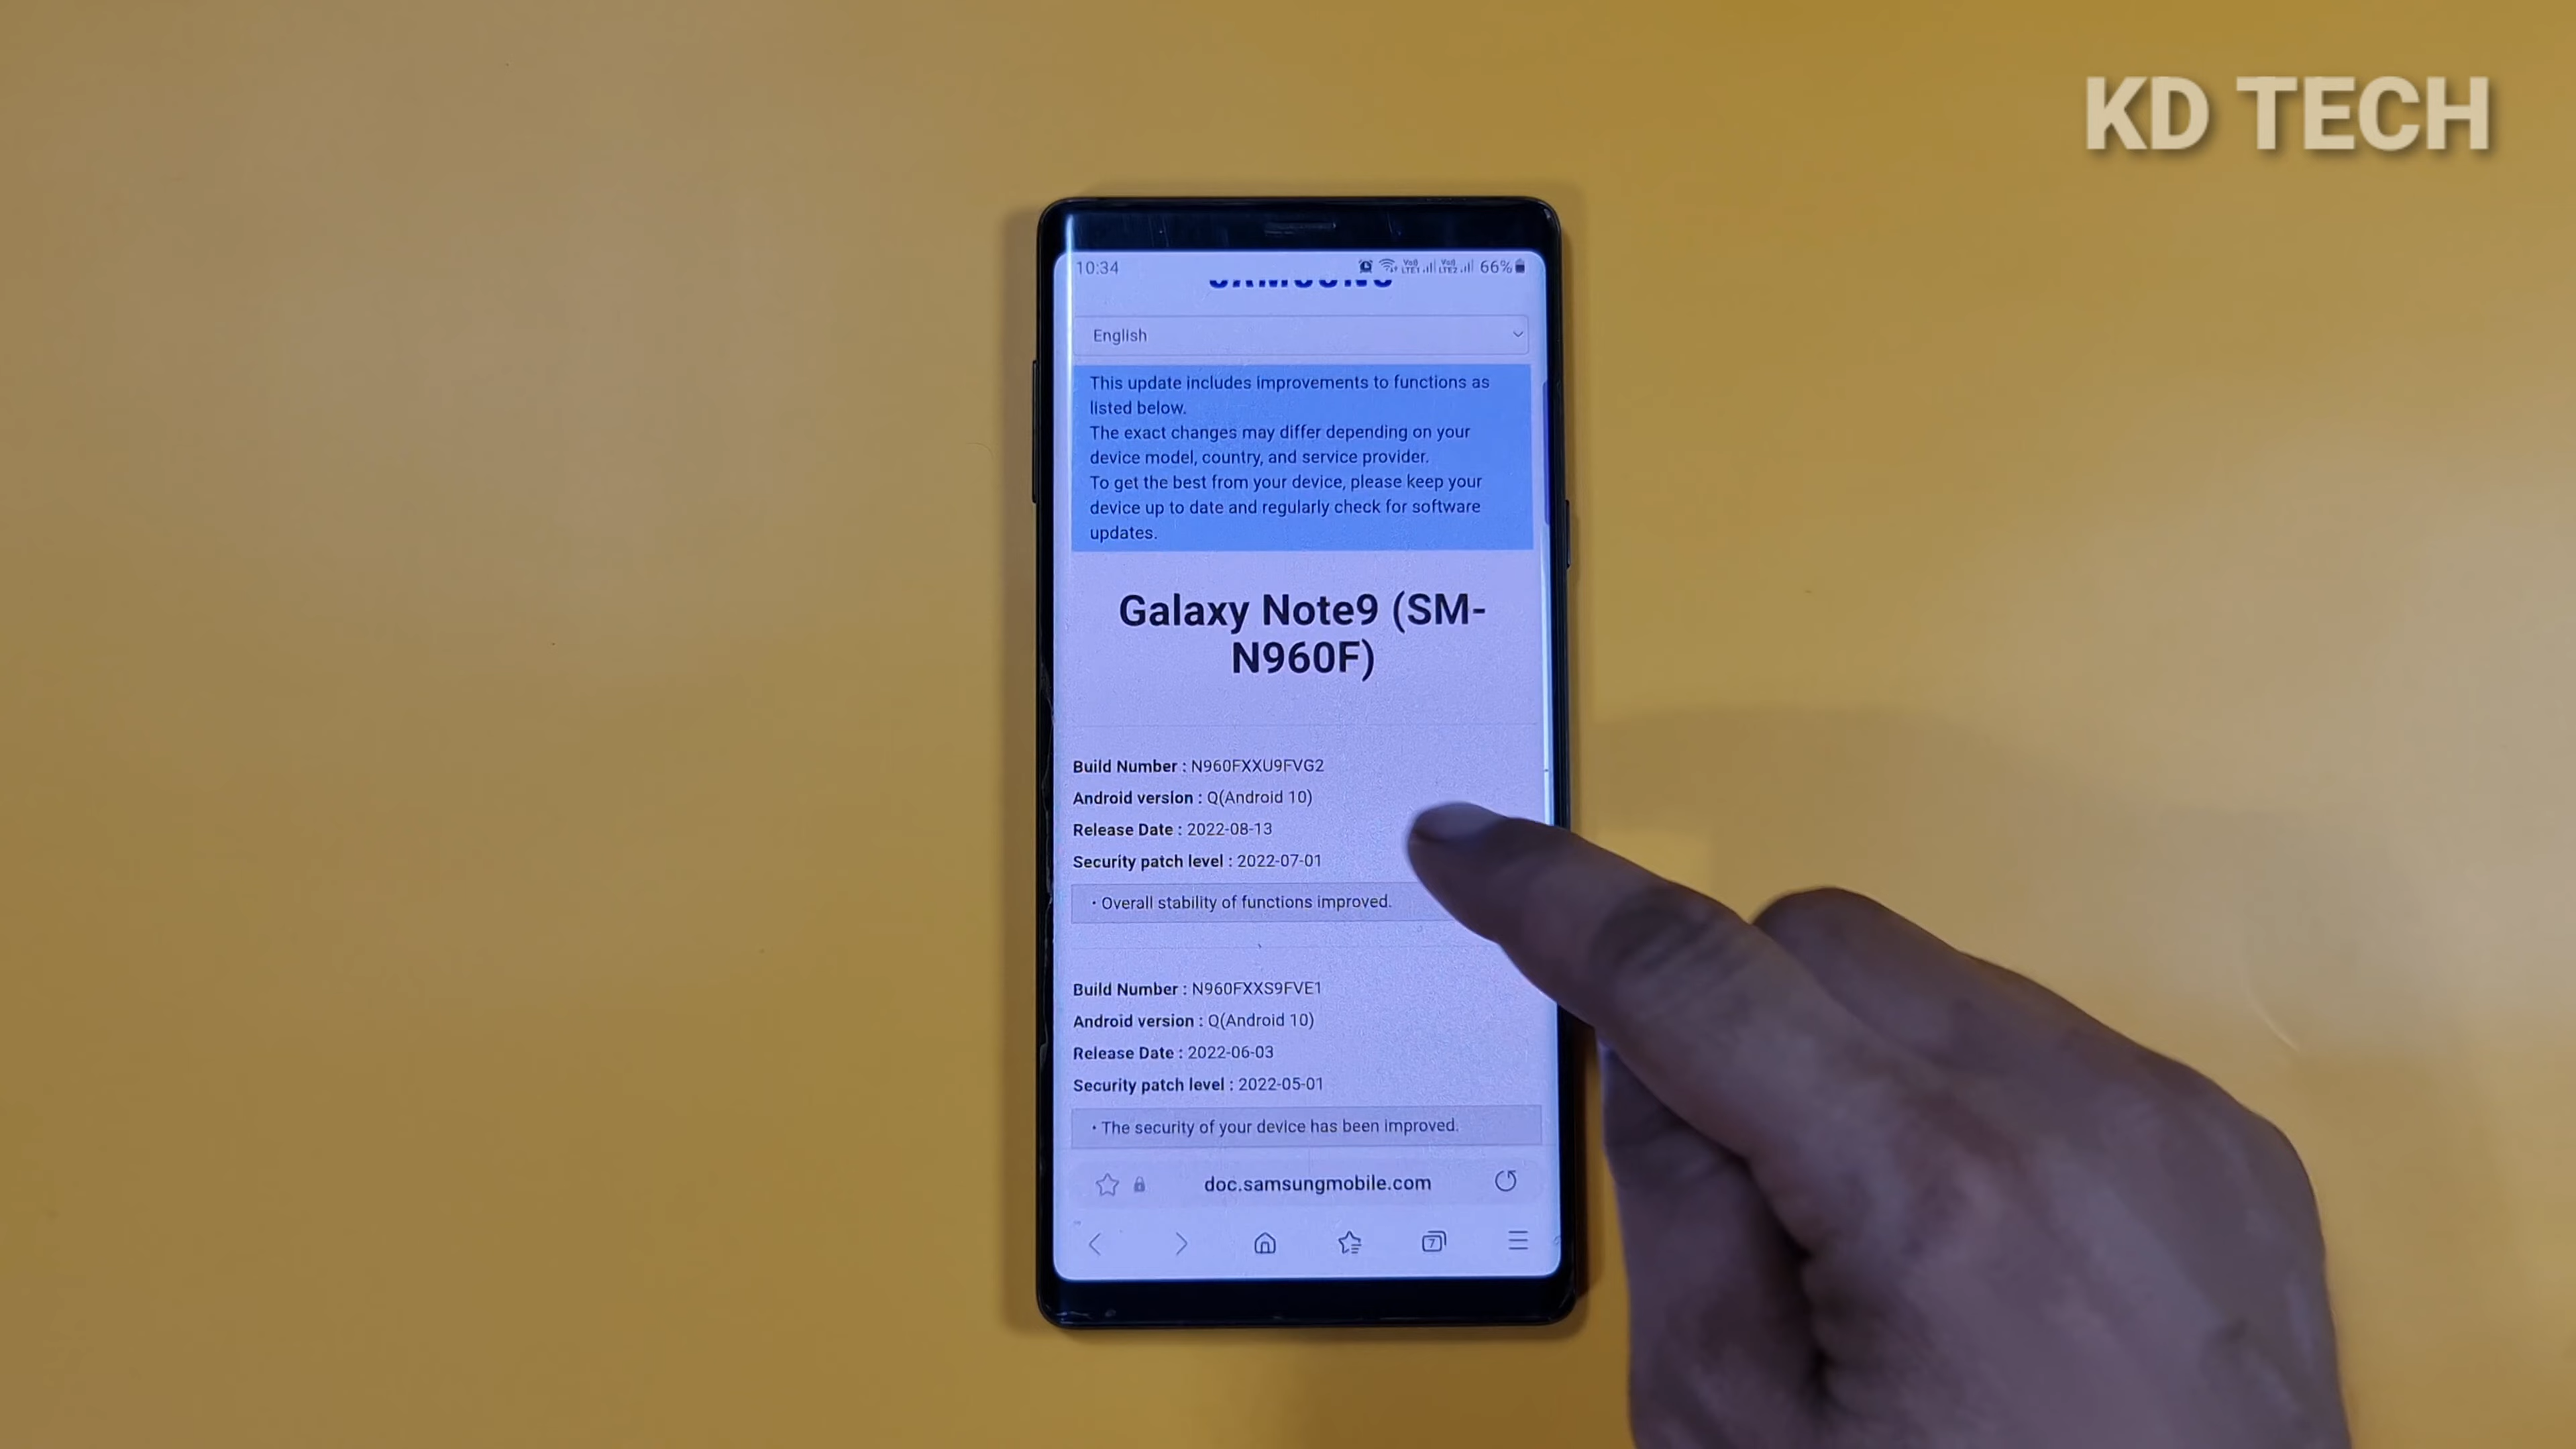 KD TECH
10:34
66%
SAMSUNG
English
This update includes improvements to functions as
listed below.
The exact changes may differ depending on your
device model, country, and service provider.
To get the best from your device, please keep your
device up to date and regularly check for software
updates.
Galaxy Note9 (SM-
N960F)
Build Number : N960FXXU9FVG2
Android version : Q(Android 10)
Release Date : 2022-08-13
Security patch level : 2022-07-01
• Overall stability of functions improved.
Build Number : N960FXXS9FVE1
Android version : Q(Android 10)
Release Date : 2022-06-03
Security patch level : 2022-05-01
• The security of your device has been improved.
doc.samsungmobile.com
7